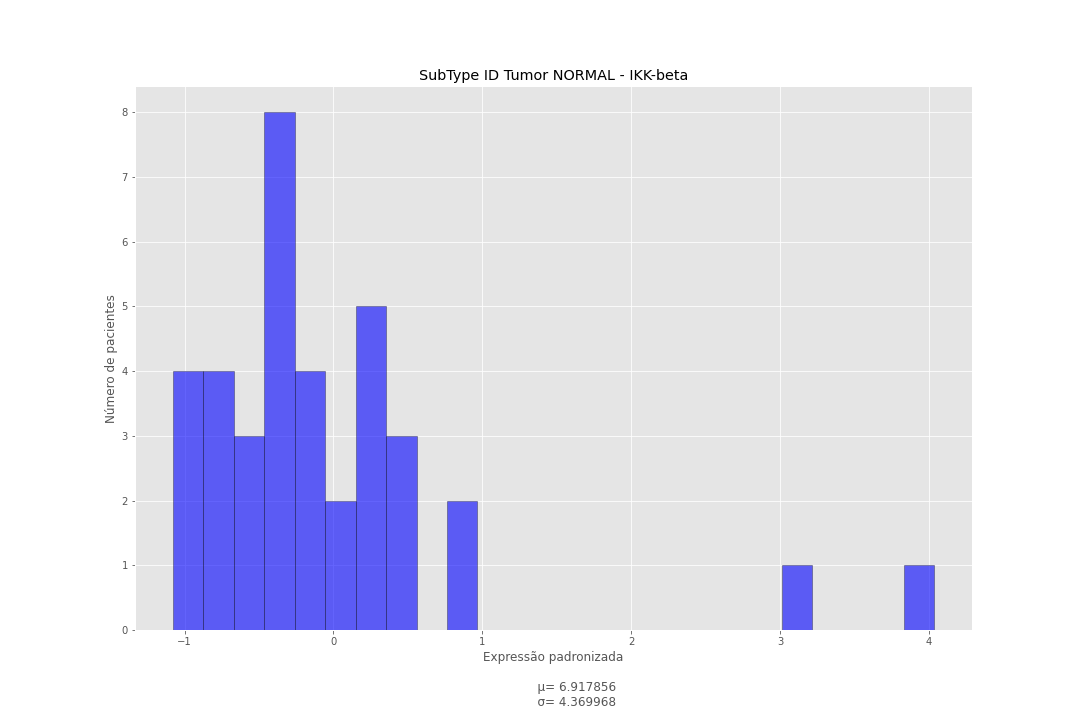 SubType ID Tumor NORMAL - IKK-beta
8
7
6
5
4
3
2
1
0
Número de pacientes
−1 0 1 2 3 4
Expressão padronizada
μ= 6.917856
σ= 4.369968